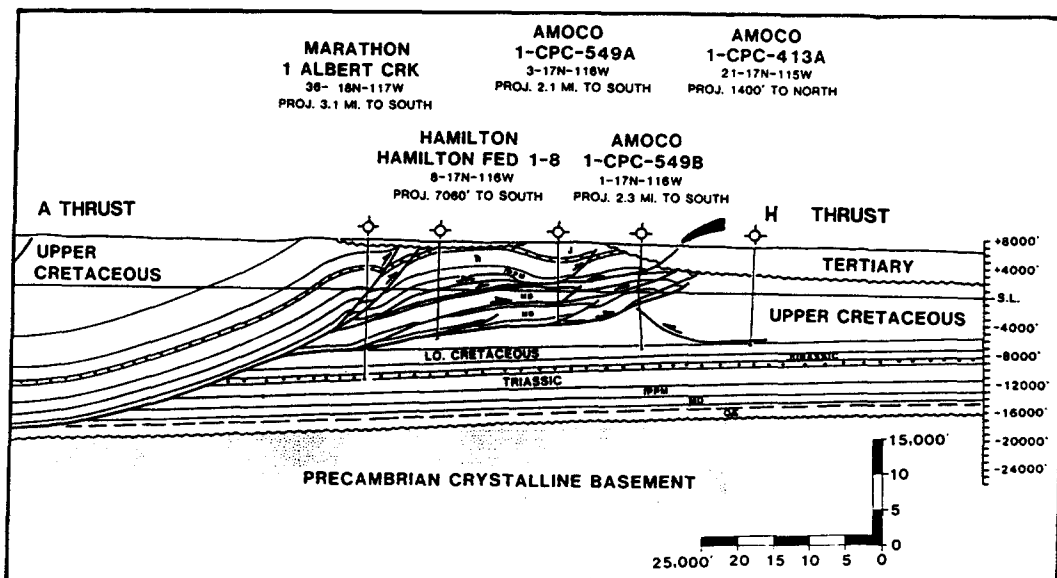 MARATHON
1 ALBERT CRK
36- 18N-117W
PROJ. 3.1 MI. TO SOUTH
AMOCO
1-CPC-549A
3-17N-116W
PROJ. 2.1 MI. TO SOUTH
AMOCO
1-CPC-413A
21-17N-115W
PROJ. 1400' TO NORTH
HAMILTON
HAMILTON FED 1-8
8-17N-116W
PROJ. 7060' TO SOUTH
AMOCO
1-CPC-549B
1-17N-116W
PROJ. 2.3 MI. TO SOUTH
A THRUST
H THRUST
UPPER
CRETACEOUS
J
TERTIARY
UPPER CRETACEOUS
LO. CRETACEOUS
TRIASSIC
PPM
MD
PRECAMBRIAN CRYSTALLINE BASEMENT
+8000'
+4000'
S.L.
-4000'
-8000'
-12000'
-16000'
-20000'
-24000'
15,000'
10
5
0
25,000' 20 15 10 5 0